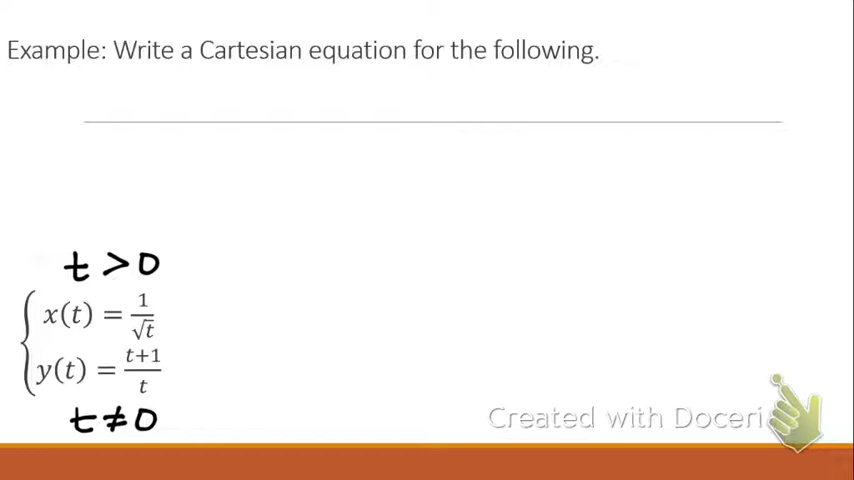 Example: Write a Cartesian equation for the following.
t > 0
x(t) = 1/√t
y(t) = t+1/t
t ≠ 0
Created with Doceri